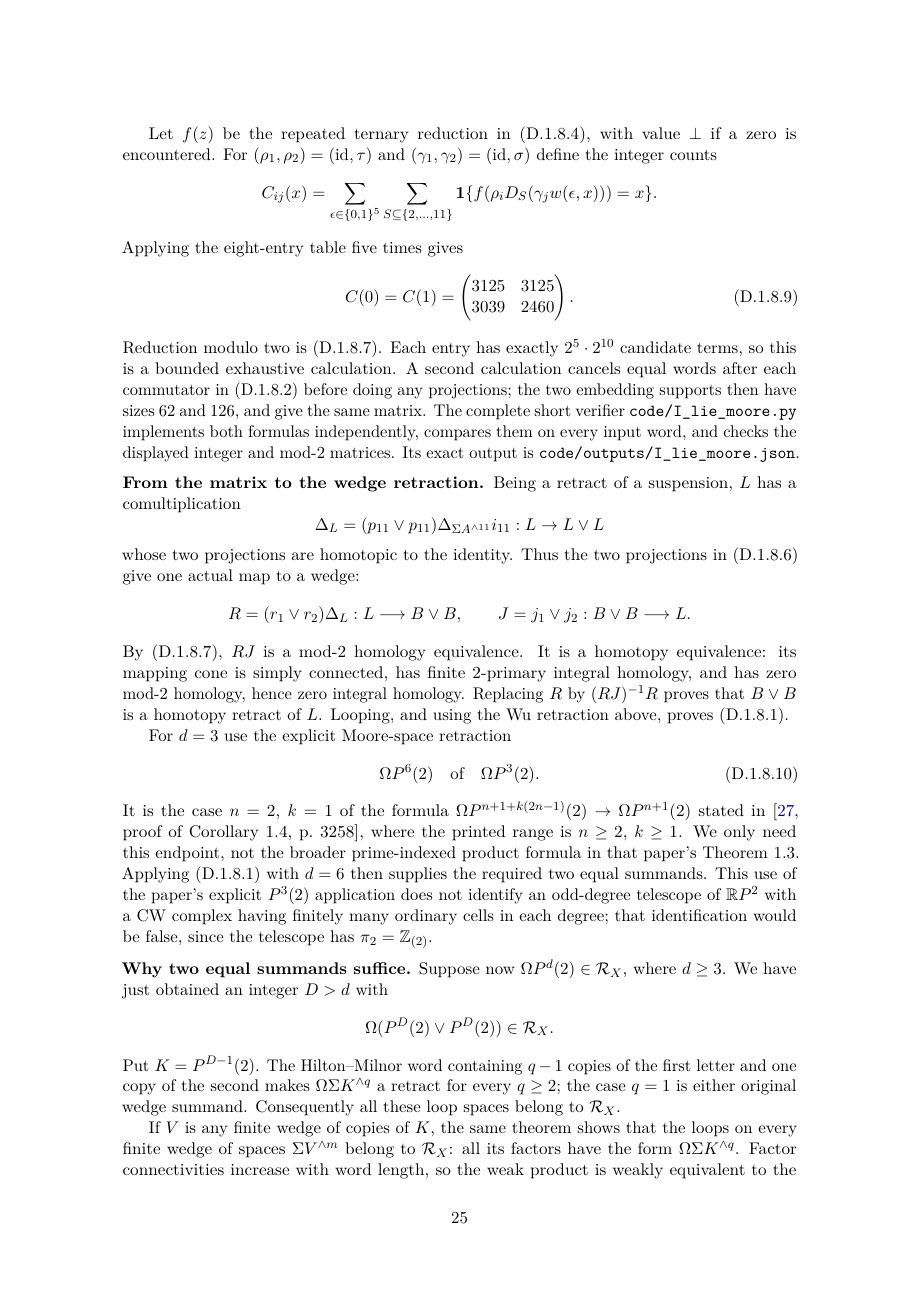 Let f(z) be the repeated ternary reduction in (D.1.8.4), with value ⊥ if a zero is
encountered. For (ρ₁, ρ₂) = (id, τ) and (γ₁, γ₂) = (id, σ) define the integer counts
C_{ij}(x) = ∑_{ϵ∈{0,1}⁵} ∑_{S⊆{2,...,11}} 𝟏{f(ρ_i D_S(γ_j w(ϵ, x))) = x}.
Applying the eight-entry table five times gives
C(0) = C(1) = (3125 3125
3039 2460). (D.1.8.9)
Reduction modulo two is (D.1.8.7). Each entry has exactly 2⁵ · 2¹⁰ candidate terms, so this
is a bounded exhaustive calculation. A second calculation cancels equal words after each
commutator in (D.1.8.2) before doing any projections; the two embedding supports then have
sizes 62 and 126, and give the same matrix. The complete short verifier code/I_lie_moore.py
implements both formulas independently, compares them on every input word, and checks the
displayed integer and mod-2 matrices. Its exact output is code/outputs/I_lie_moore.json.
From the matrix to the wedge retraction. Being a retract of a suspension, L has a
comultiplication
Δ_L = (p₁₁ ∨ p₁₁)Δ_{ΣA^{∧11}} i₁₁ : L → L ∨ L
whose two projections are homotopic to the identity. Thus the two projections in (D.1.8.6)
give one actual map to a wedge:
R = (r₁ ∨ r₂)Δ_L : L ⟶ B ∨ B, J = j₁ ∨ j₂ : B ∨ B ⟶ L.
By (D.1.8.7), RJ is a mod-2 homology equivalence. It is a homotopy equivalence: its
mapping cone is simply connected, has finite 2-primary integral homology, and has zero
mod-2 homology, hence zero integral homology. Replacing R by (RJ)⁻¹R proves that B ∨ B
is a homotopy retract of L. Looping, and using the Wu retraction above, proves (D.1.8.1).
For d = 3 use the explicit Moore-space retraction
ΩP⁶(2) of ΩP³(2). (D.1.8.10)
It is the case n = 2, k = 1 of the formula ΩP^{n+1+k(2n−1)}(2) → ΩP^{n+1}(2) stated in [27,
proof of Corollary 1.4, p. 3258], where the printed range is n ≥ 2, k ≥ 1. We only need
this endpoint, not the broader prime-indexed product formula in that paper's Theorem 1.3.
Applying (D.1.8.1) with d = 6 then supplies the required two equal summands. This use of
the paper's explicit P³(2) application does not identify an odd-degree telescope of ℝP² with
a CW complex having finitely many ordinary cells in each degree; that identification would
be false, since the telescope has π₂ = ℤ₍₂₎.
Why two equal summands suffice. Suppose now ΩP^d(2) ∈ ℛ_X, where d ≥ 3. We have
just obtained an integer D > d with
Ω(P^D(2) ∨ P^D(2)) ∈ ℛ_X.
Put K = P^{D−1}(2). The Hilton–Milnor word containing q − 1 copies of the first letter and one
copy of the second makes ΩΣK^{∧q} a retract for every q ≥ 2; the case q = 1 is either original
wedge summand. Consequently all these loop spaces belong to ℛ_X.
If V is any finite wedge of copies of K, the same theorem shows that the loops on every
finite wedge of spaces ΣV^{∧m} belong to ℛ_X: all its factors have the form ΩΣK^{∧q}. Factor
connectivities increase with word length, so the weak product is weakly equivalent to the
25